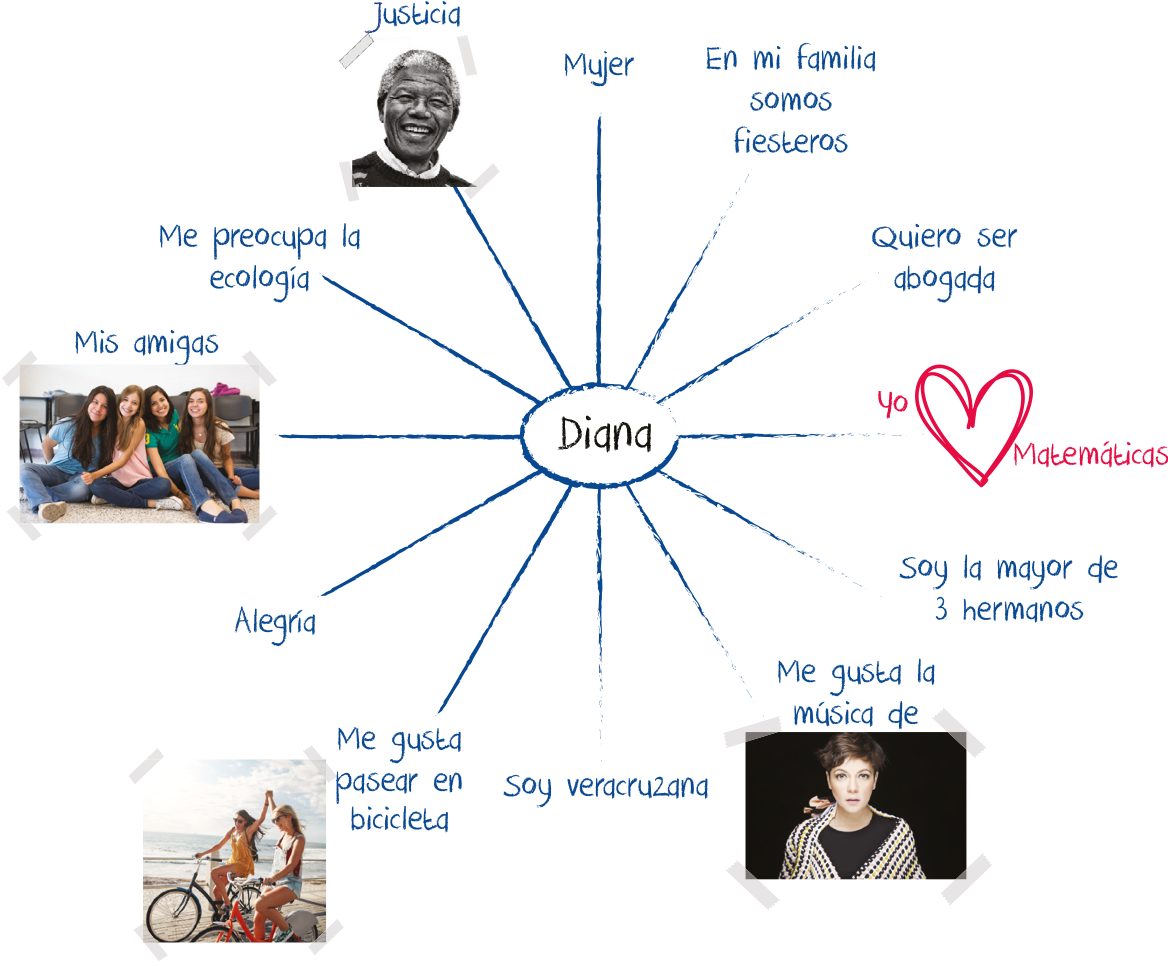 Justicia
Mujer
En mi familia
somos
fiesteros
Me preocupa la
ecología
Quiero ser
abogada
Mis amigas
Diana
yo
Matemáticas
Soy la mayor de
3 hermanos
Alegría
Me gusta la
música de
Me gusta
pasear en
bicicleta
Soy veracruzana